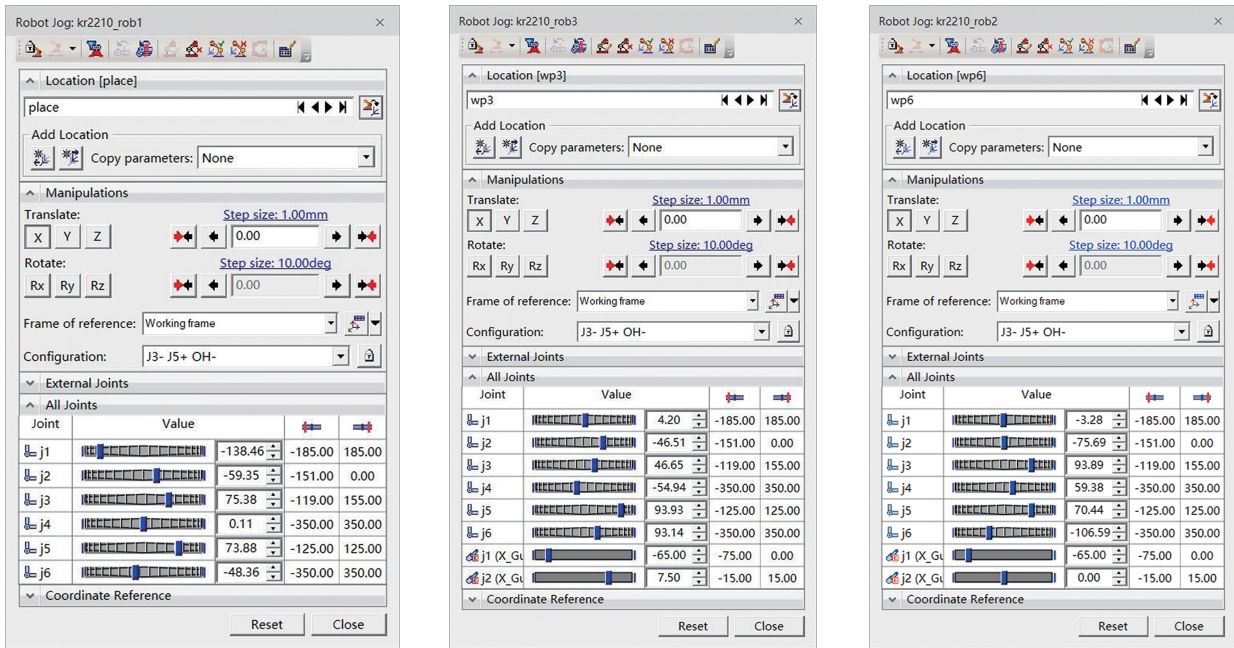 Robot Jog: kr2210_rob1
Location [place]
place
Add Location
Copy parameters: None
Manipulations
Translate: Step size: 1.00mm
X Y Z 0.00
Rotate: Step size: 10.00deg
Rx Ry Rz 0.00
Frame of reference: Working frame
Configuration: J3- J5+ OH-
External Joints
All Joints
Joint Value
j1 -138.46 -185.00 185.00
j2 -59.35 -151.00 0.00
j3 75.38 -119.00 155.00
j4 0.11 -350.00 350.00
j5 73.88 -125.00 125.00
j6 -48.36 -350.00 350.00
Coordinate Reference
Reset Close
Robot Jog: kr2210_rob3
Location [wp3]
wp3
Add Location
Copy parameters: None
Manipulations
Translate: Step size: 1.00mm
X Y Z 0.00
Rotate: Step size: 10.00deg
Rx Ry Rz 0.00
Frame of reference: Working frame
Configuration: J3- J5+ OH-
External Joints
All Joints
Joint Value
j1 4.20 -185.00 185.00
j2 -46.51 -151.00 0.00
j3 46.65 -119.00 155.00
j4 -54.94 -350.00 350.00
j5 93.93 -125.00 125.00
j6 93.14 -350.00 350.00
j1 (X_Gu -65.00 -75.00 0.00
j2 (X_Gu 7.50 -15.00 15.00
Coordinate Reference
Reset Close
Robot Jog: kr2210_rob2
Location [wp6]
wp6
Add Location
Copy parameters: None
Manipulations
Translate: Step size: 1.00mm
X Y Z 0.00
Rotate: Step size: 10.00deg
Rx Ry Rz 0.00
Frame of reference: Working frame
Configuration: J3- J5+ OH-
External Joints
All Joints
Joint Value
j1 -3.28 -185.00 185.00
j2 -75.69 -151.00 0.00
j3 93.89 -119.00 155.00
j4 59.38 -350.00 350.00
j5 70.44 -125.00 125.00
j6 -106.59 -350.00 350.00
j1 (X_Gu -65.00 -75.00 0.00
j2 (X_Gu 0.00 -15.00 15.00
Coordinate Reference
Reset Close